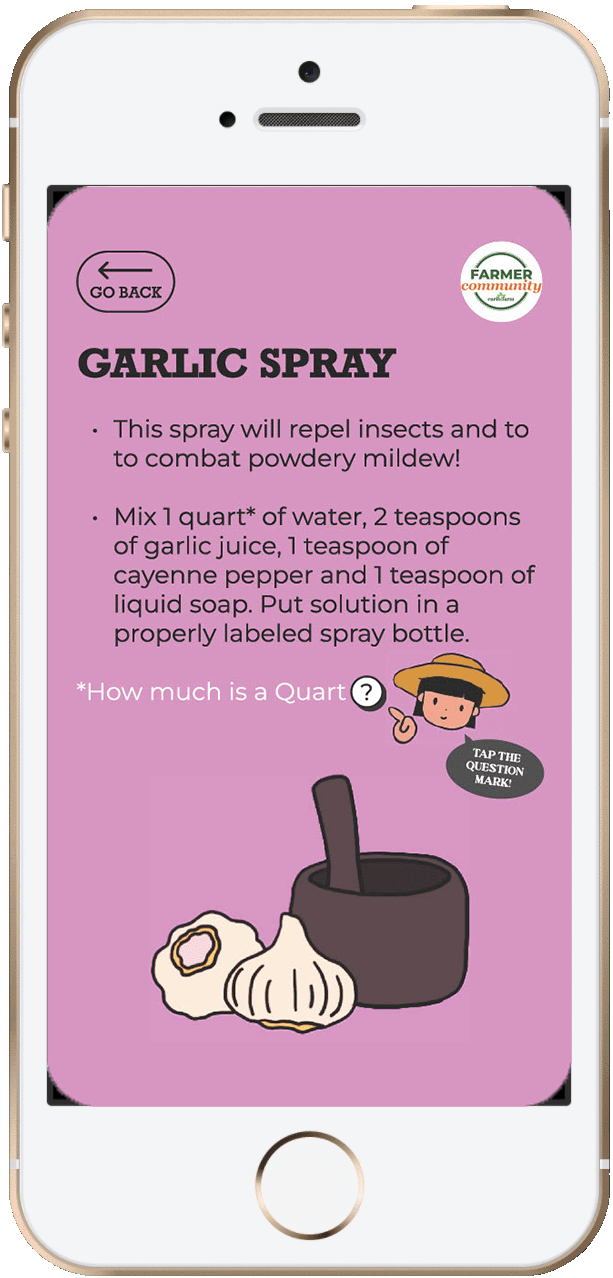 GO BACK
FARMER
community
GARLIC SPRAY
• This spray will repel insects and to
to combat powdery mildew!
• Mix 1 quart* of water, 2 teaspoons
of garlic juice, 1 teaspoon of
cayenne pepper and 1 teaspoon of
liquid soap. Put solution in a
properly labeled spray bottle.
*How much is a Quart ?
TAP THE
QUESTION
MARK!